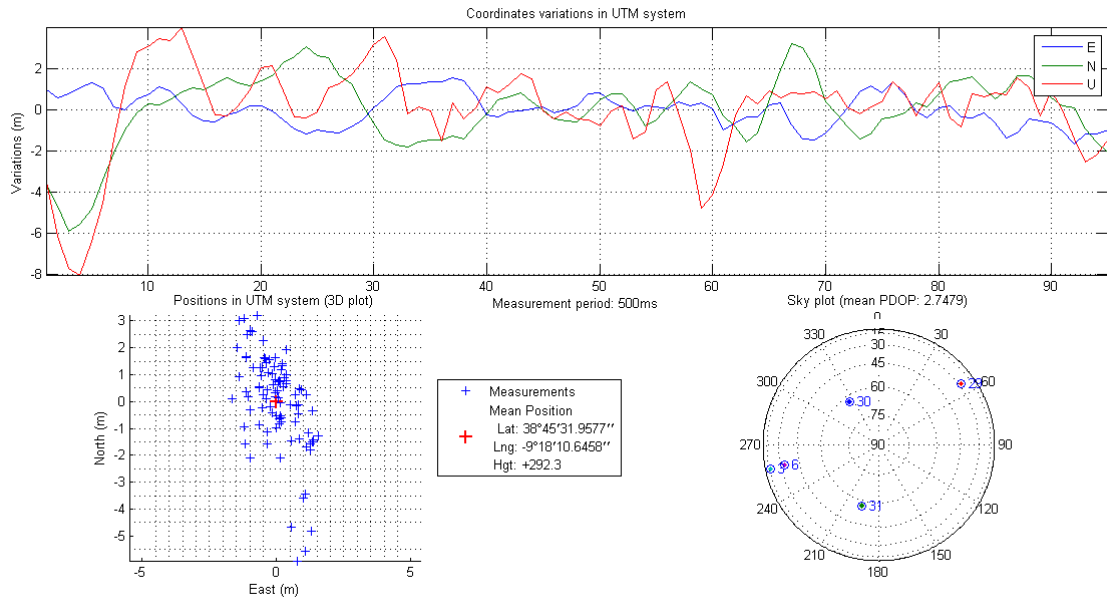 Coordinates variations in UTM system
Variations (m)
2
0
-2
-4
-6
-8
10 20 30 40 50 60 70 80 90
E
N
U
Measurement period: 500ms
Positions in UTM system (3D plot)
North (m)
3
2
1
0
-1
-2
-3
-4
-5
-5 0 5
East (m)
Measurements
Mean Position
Lat: 38°45′31.9577′′
Lng: -9°18′10.6458′′
Hgt: +292.3
Sky plot (mean PDOP: 2.7479)
0
15
30
45
60
75
90
30
60
90
120
150
180
210
240
270
300
330
29
30
3
6
31